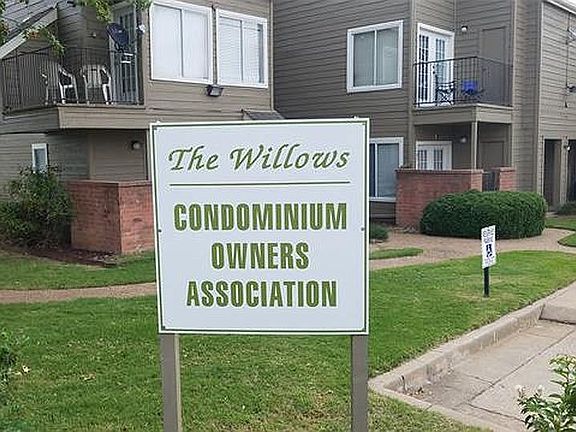 The Willows
CONDOMINIUM
OWNERS
ASSOCIATION